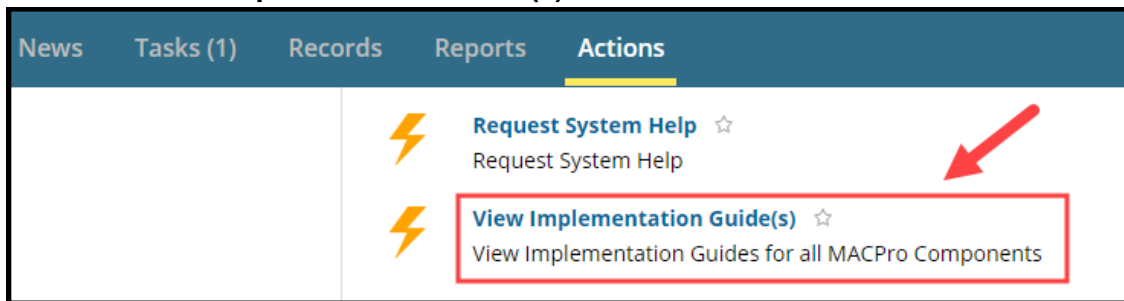 News Tasks (1) Records Reports Actions
Request System Help
Request System Help
View Implementation Guide(s)
View Implementation Guides for all MACPro Components